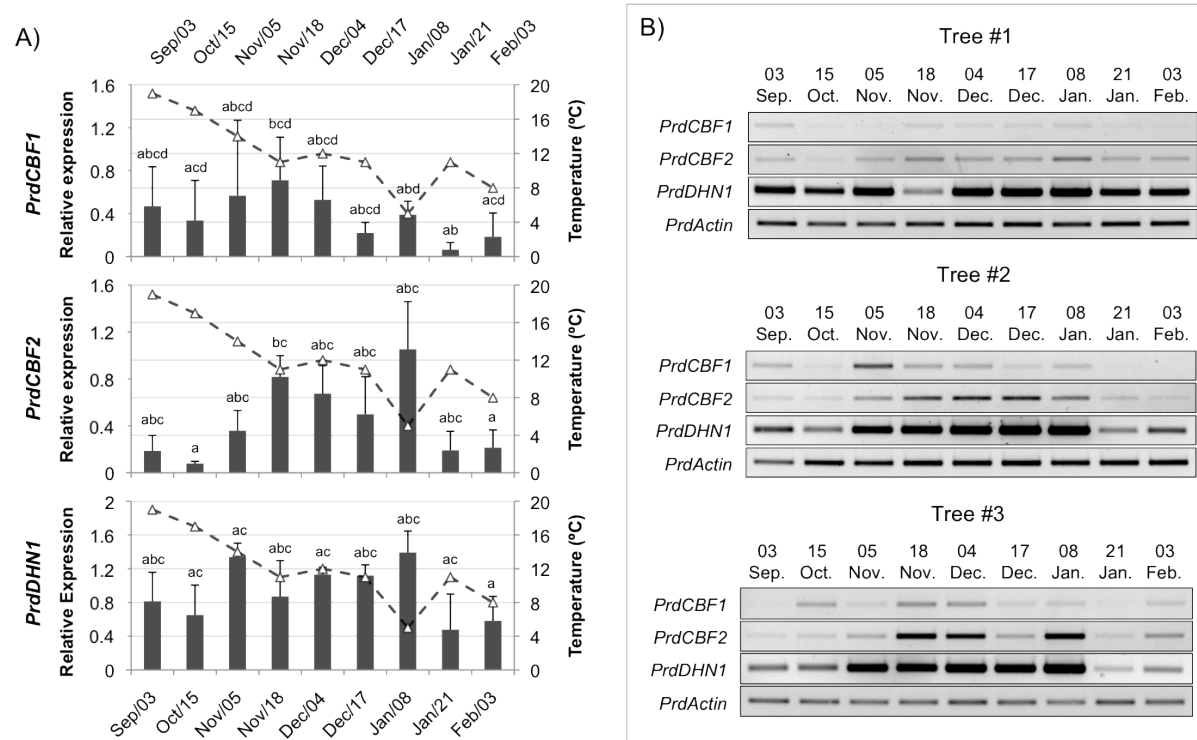 A)
Sep/03 Oct/15 Nov/05 Nov/18 Dec/04 Dec/17 Jan/08 Jan/21 Feb/03
PrdCBF1
Relative expression
1.6
1.2
0.8
0.4
0
abcd acd abcd bcd abcd abcd abd ab acd
20
16
12
8
4
0
Temperature (ºC)
PrdCBF2
Relative expression
1.6
1.2
0.8
0.4
0
abc a abc bc abc abc abc abc a
20
16
12
8
4
0
Temperature (ºC)
PrdDHN1
Relative Expression
2
1.6
1.2
0.8
0.4
0
abc ac ac abc ac abc abc ac a
20
16
12
8
4
0
Temperature (ºC)
Sep/03 Oct/15 Nov/05 Nov/18 Dec/04 Dec/17 Jan/08 Jan/21 Feb/03
B)
Tree #1
03 15 05 18 04 17 08 21 03
Sep. Oct. Nov. Nov. Dec. Dec. Jan. Jan. Feb.
PrdCBF1
PrdCBF2
PrdDHN1
PrdActin
Tree #2
03 15 05 18 04 17 08 21 03
Sep. Oct. Nov. Nov. Dec. Dec. Jan. Jan. Feb.
PrdCBF1
PrdCBF2
PrdDHN1
PrdActin
Tree #3
03 15 05 18 04 17 08 21 03
Sep. Oct. Nov. Nov. Dec. Dec. Jan. Jan. Feb.
PrdCBF1
PrdCBF2
PrdDHN1
PrdActin